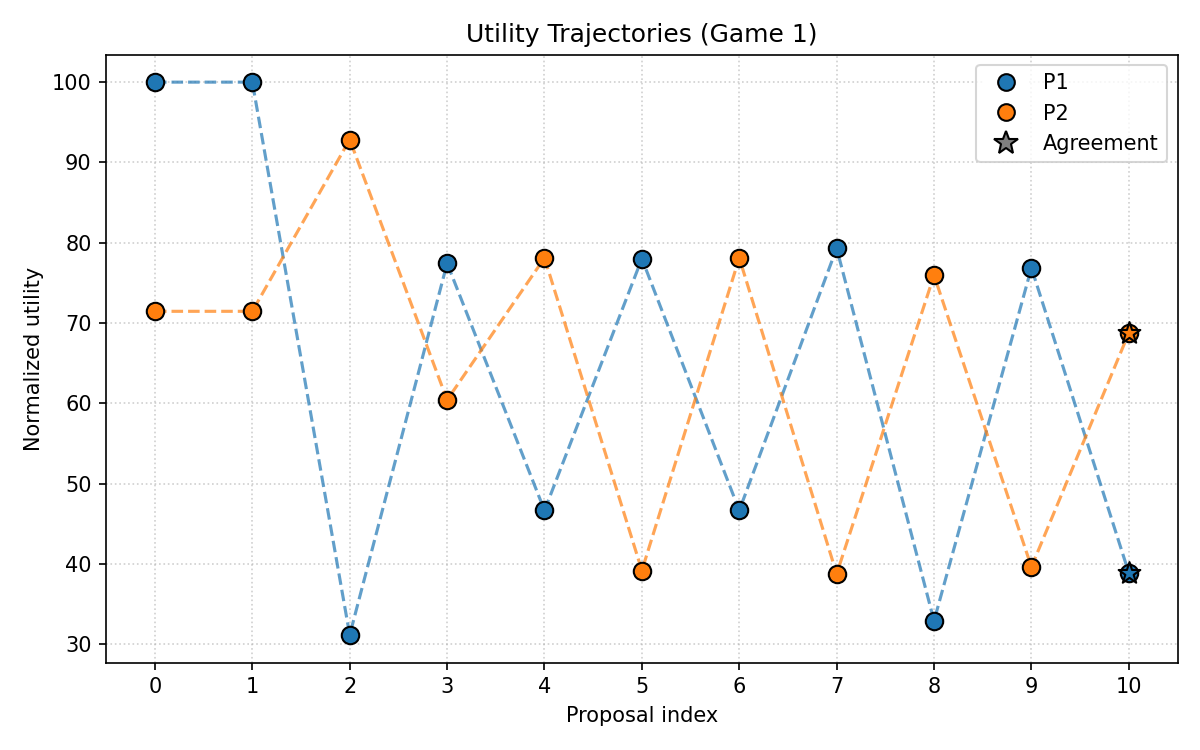 Utility Trajectories (Game 1)
P1
P2
Agreement
Normalized utility
100
90
80
70
60
50
40
30
0 1 2 3 4 5 6 7 8 9 10
Proposal index